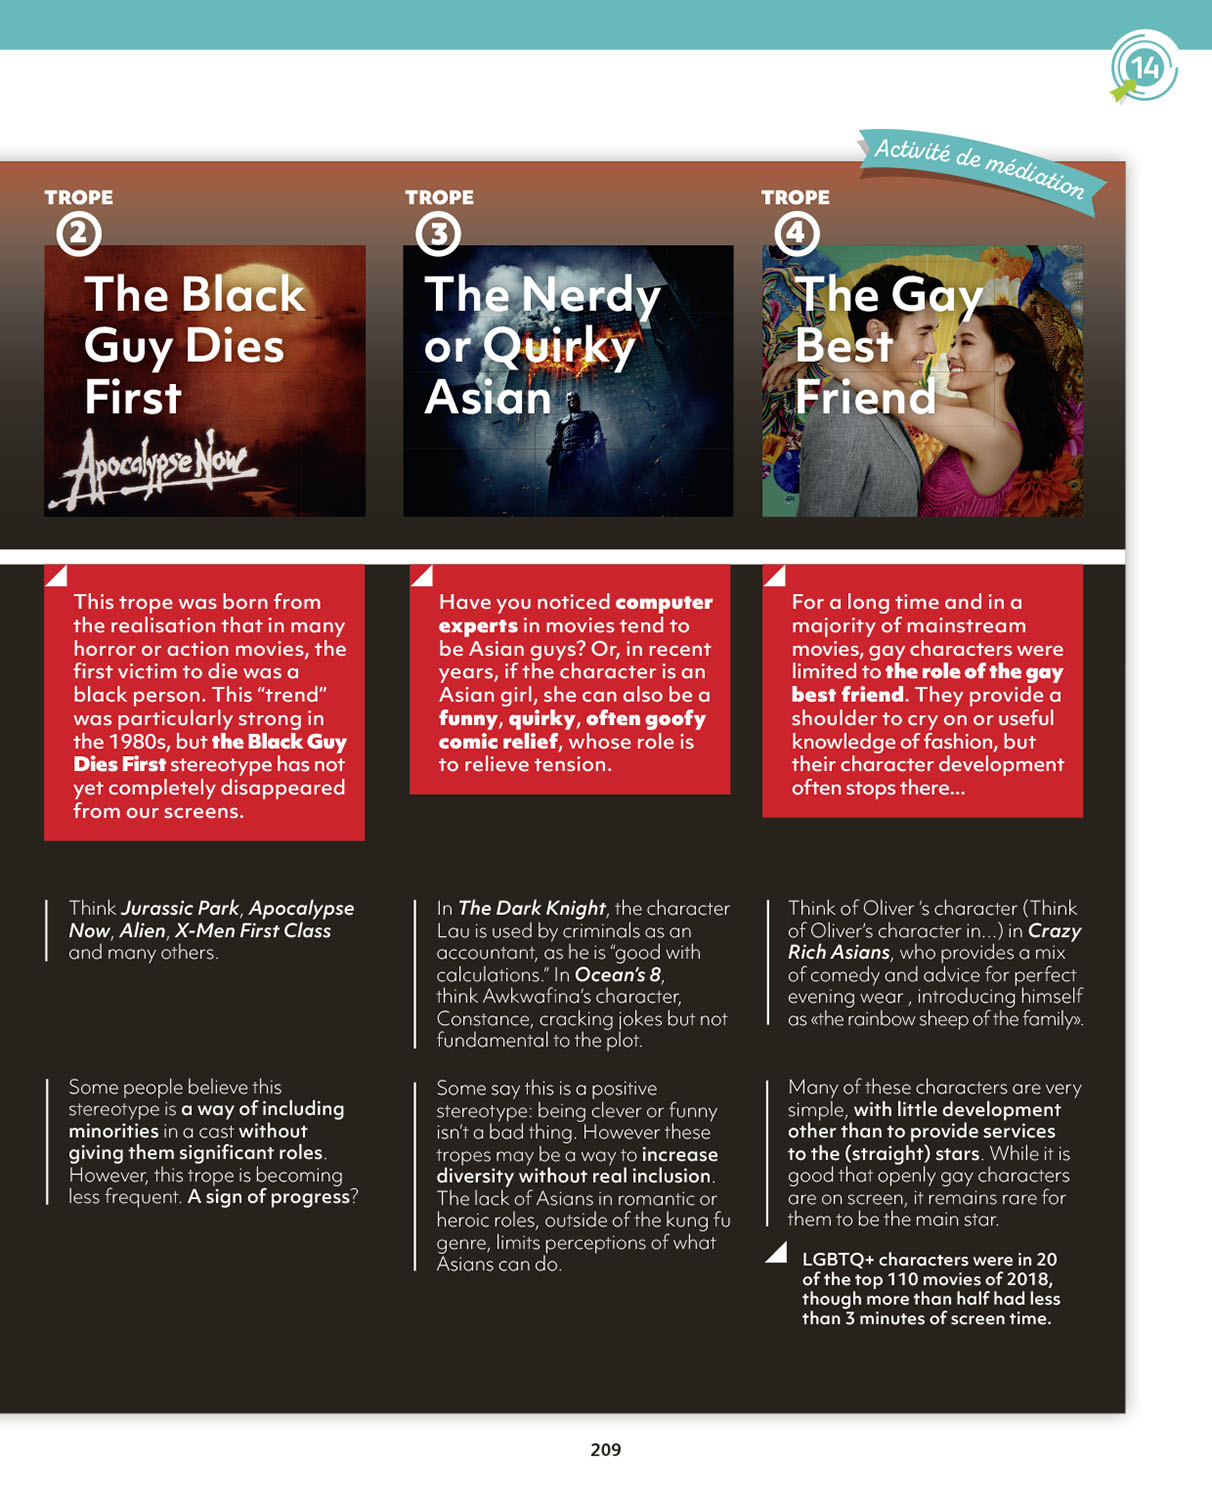 14
Activité de médiation
TROPE
2
The Black
Guy Dies
First
Apocalypse Now
This trope was born from
the realisation that in many
horror or action movies, the
first victim to die was a
black person. This “trend”
was particularly strong in
the 1980s, but the Black Guy
Dies First stereotype has not
yet completely disappeared
from our screens.
Think Jurassic Park, Apocalypse
Now, Alien, X-Men First Class
and many others.
Some people believe this
stereotype is a way of including
minorities in a cast without
giving them significant roles.
However, this trope is becoming
less frequent. A sign of progress?
TROPE
3
The Nerdy
or Quirky
Asian
Have you noticed computer
experts in movies tend to
be Asian guys? Or, in recent
years, if the character is an
Asian girl, she can also be a
funny, quirky, often goofy
comic relief, whose role is
to relieve tension.
In The Dark Knight, the character
Lau is used by criminals as an
accountant, as he is “good with
calculations.” In Ocean’s 8,
think Awkwafina’s character,
Constance, cracking jokes but not
fundamental to the plot.
Some say this is a positive
stereotype: being clever or funny
isn’t a bad thing. However these
tropes may be a way to increase
diversity without real inclusion.
The lack of Asians in romantic or
heroic roles, outside of the kung fu
genre, limits perceptions of what
Asians can do.
TROPE
4
The Gay
Best
Friend
For a long time and in a
majority of mainstream
movies, gay characters were
limited to the role of the gay
best friend. They provide a
shoulder to cry on or useful
knowledge of fashion, but
their character development
often stops there...
Think of Oliver ‘s character (Think
of Oliver’s character in...) in Crazy
Rich Asians, who provides a mix
of comedy and advice for perfect
evening wear , introducing himself
as «the rainbow sheep of the family».
Many of these characters are very
simple, with little development
other than to provide services
to the (straight) stars. While it is
good that openly gay characters
are on screen, it remains rare for
them to be the main star.
LGBTQ+ characters were in 20
of the top 110 movies of 2018,
though more than half had less
than 3 minutes of screen time.
209